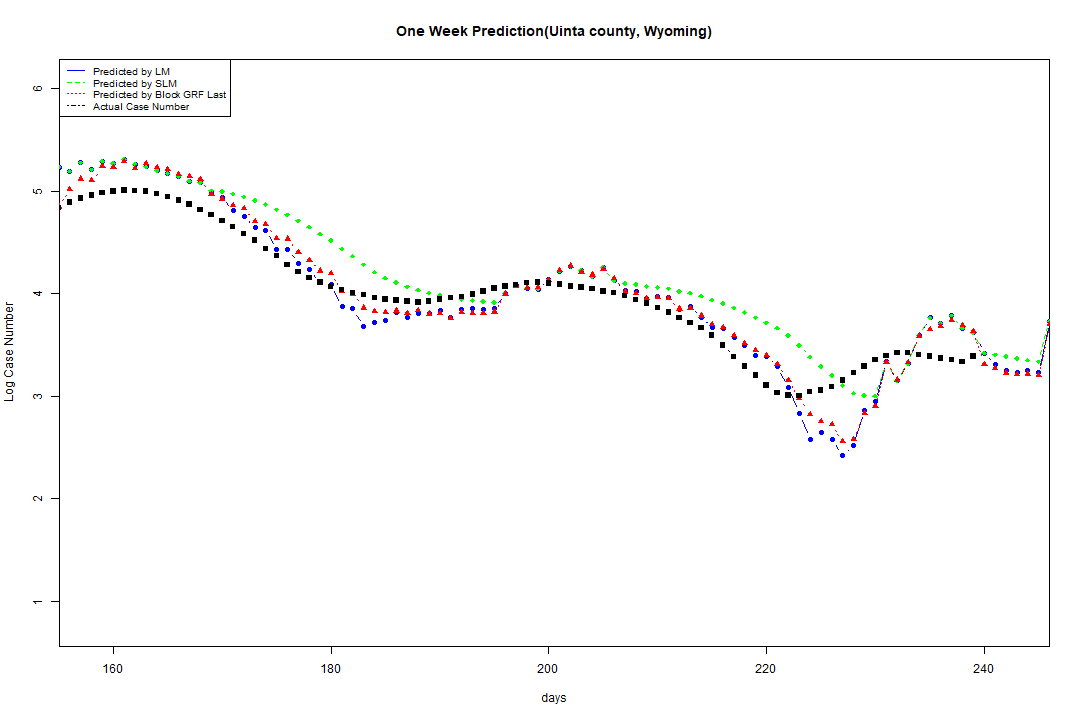 One Week Prediction(Uinta county, Wyoming)
Predicted by LM
Predicted by SLM
Predicted by Block GRF Last
Actual Case Number
6
5
4
3
2
1
Log Case Number
160 180 200 220 240
days